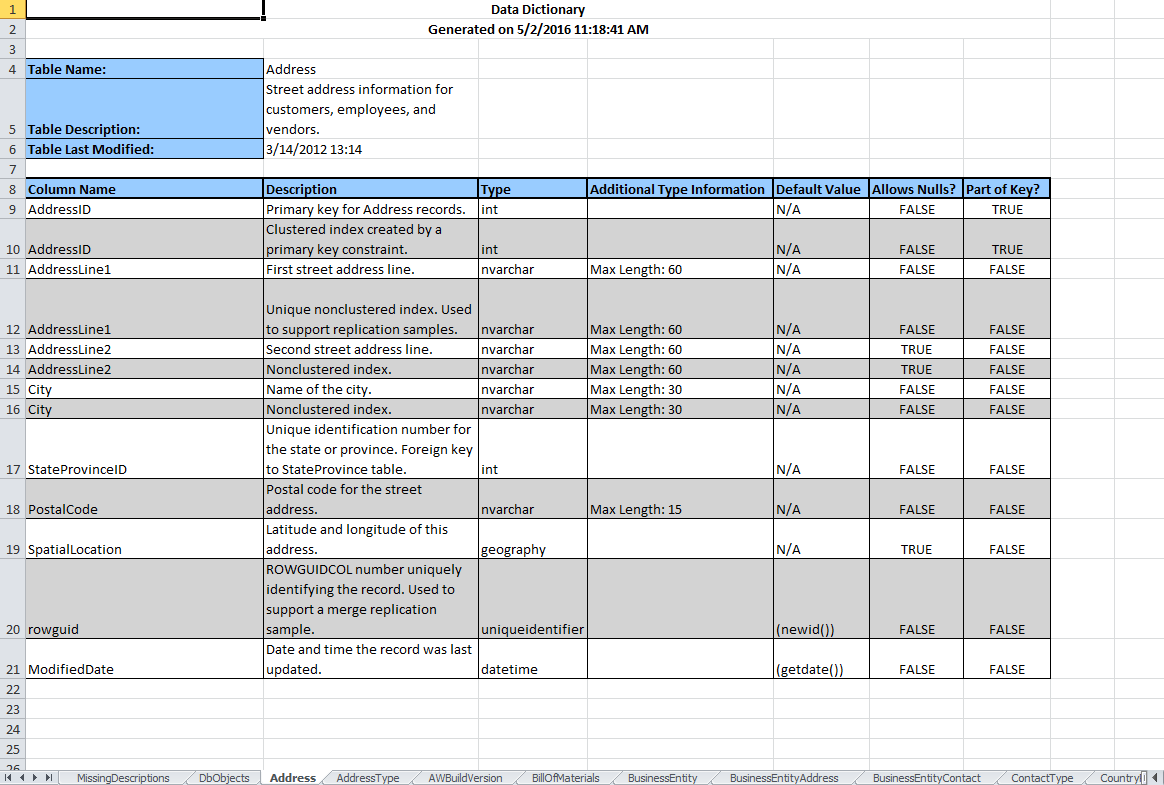 Data Dictionary
Generated on 5/2/2016 11:18:41 AM
Table Name: Address
Street address information for
customers, employees, and
Table Description: vendors.
Table Last Modified: 3/14/2012 13:14
Column Name Description Type Additional Type Information Default Value Allows Nulls? Part of Key?
AddressID Primary key for Address records. int N/A FALSE TRUE
Clustered index created by a
AddressID primary key constraint. int N/A FALSE TRUE
AddressLine1 First street address line. nvarchar Max Length: 60 N/A FALSE FALSE
Unique nonclustered index. Used
AddressLine1 to support replication samples. nvarchar Max Length: 60 N/A FALSE FALSE
AddressLine2 Second street address line. nvarchar Max Length: 60 N/A TRUE FALSE
AddressLine2 Nonclustered index. nvarchar Max Length: 60 N/A TRUE FALSE
City Name of the city. nvarchar Max Length: 30 N/A FALSE FALSE
City Nonclustered index. nvarchar Max Length: 30 N/A FALSE FALSE
Unique identification number for
the state or province. Foreign key
StateProvinceID to StateProvince table. int N/A FALSE FALSE
Postal code for the street
PostalCode address. nvarchar Max Length: 15 N/A FALSE FALSE
Latitude and longitude of this
SpatialLocation address. geography N/A TRUE FALSE
ROWGUIDCOL number uniquely
identifying the record. Used to
support a merge replication
rowguid sample. uniqueidentifier (newid()) FALSE FALSE
Date and time the record was last
ModifiedDate updated. datetime (getdate()) FALSE FALSE
1
2
3
4
5
6
7
8
9
10
11
12
13
14
15
16
17
18
19
20
21
22
23
24
25
26
MissingDescriptions DbObjects Address AddressType AWBuildVersion BillOfMaterials BusinessEntity BusinessEntityAddress BusinessEntityContact ContactType Country